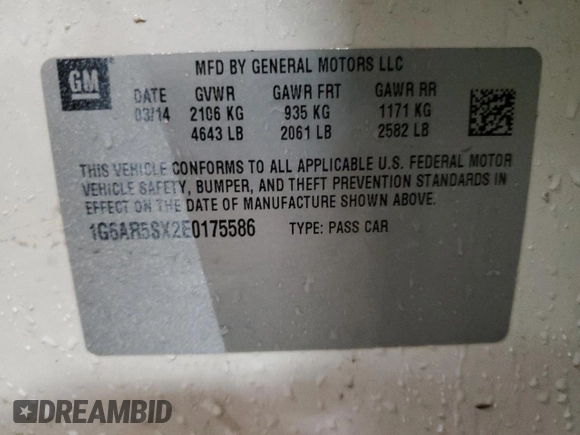 GM
MFD BY GENERAL MOTORS LLC
DATE GVWR GAWR FRT GAWR RR
03/14 2106 KG 935 KG 1171 KG
4643 LB 2061 LB 2582 LB
THIS VEHICLE CONFORMS TO ALL APPLICABLE U.S. FEDERAL MOTOR
VEHICLE SAFETY, BUMPER, AND THEFT PREVENTION STANDARDS IN
EFFECT ON THE DATE OF MANUFACTURE SHOWN ABOVE.
1G6AR5SX2E0175586 TYPE: PASS CAR
DREAMBID